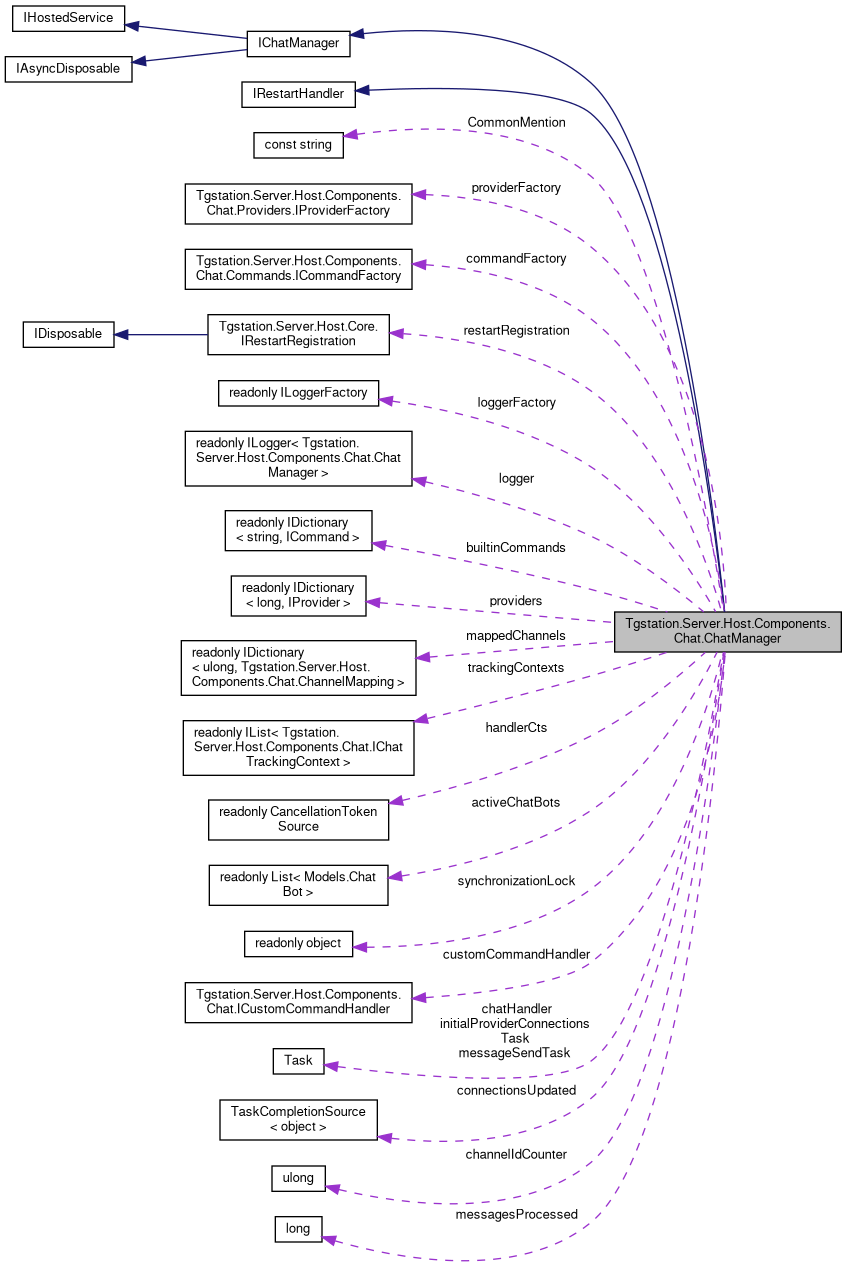 IHostedService
IChatManager
IAsyncDisposable
IRestartHandler
CommonMention
const string
providerFactory
Tgstation.Server.Host.Components.
Chat.Providers.IProviderFactory
commandFactory
Tgstation.Server.Host.Components.
Chat.Commands.ICommandFactory
restartRegistration
IDisposable
Tgstation.Server.Host.Core.
IRestartRegistration
loggerFactory
readonly ILoggerFactory
readonly ILogger< Tgstation.
Server.Host.Components.Chat.Chat
Manager >
logger
readonly IDictionary
< string, ICommand >
builtinCommands
readonly IDictionary
< long, IProvider >
providers
Tgstation.Server.Host.Components.
Chat.ChatManager
mappedChannels
readonly IDictionary
< ulong, Tgstation.Server.Host.
Components.Chat.ChannelMapping >
trackingContexts
readonly IList< Tgstation.
Server.Host.Components.Chat.IChat
TrackingContext >
handlerCts
readonly CancellationToken
Source
activeChatBots
readonly List< Models.Chat
Bot >
synchronizationLock
readonly object
customCommandHandler
Tgstation.Server.Host.Components.
Chat.ICustomCommandHandler
chatHandler
initialProviderConnections
Task
messageSendTask
Task
connectionsUpdated
TaskCompletionSource
< object >
channelIdCounter
ulong
messagesProcessed
long